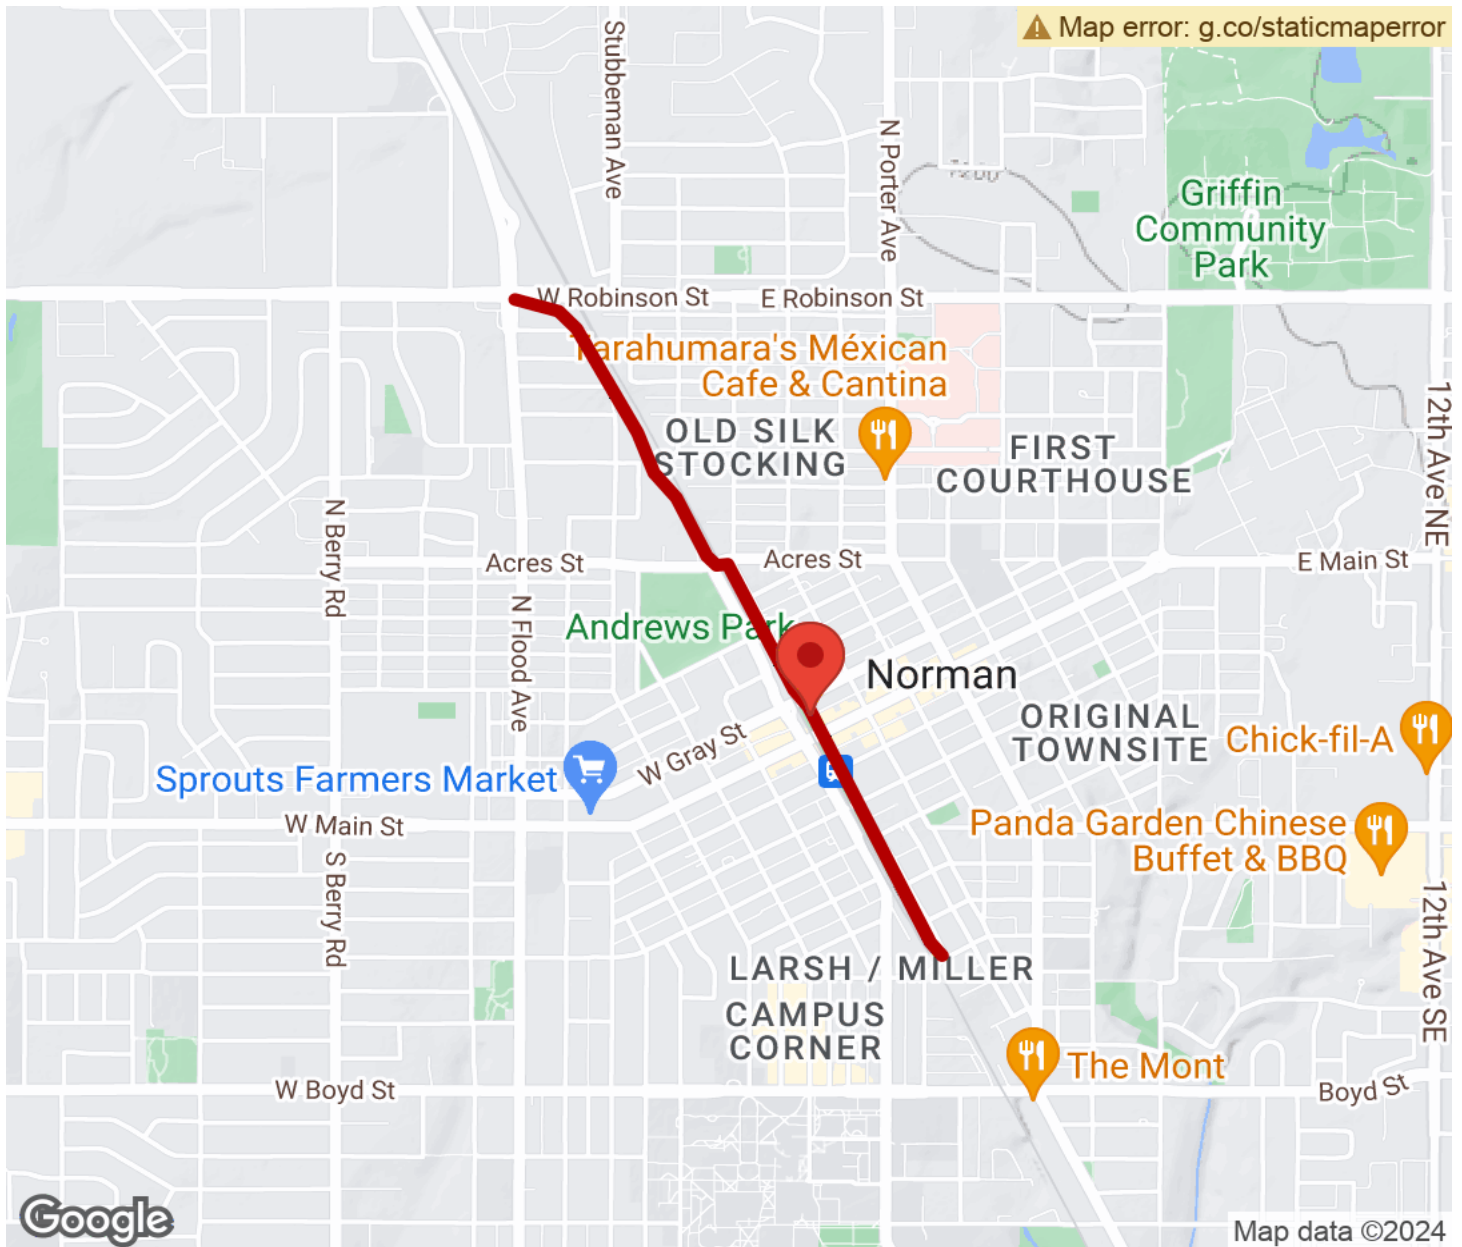 Map error: g.co/staticmaperror
Stubbeman Ave
N Porter Ave
Griffin
Community
Park
W Robinson St
E Robinson St
Tarahumara's Méxican
Cafe & Cantina
OLD SILK
STOCKING
FIRST
COURTHOUSE
12th Ave NE
N Berry Rd
Acres St
Acres St
E Main St
N Flood Ave
Andrews Park
Norman
ORIGINAL
TOWNSITE
Chick-fil-A
W Gray St
Sprouts Farmers Market
W Main St
Panda Garden Chinese
Buffet & BBQ
S Berry Rd
12th Ave SE
LARSH / MILLER
CAMPUS
CORNER
The Mont
W Boyd St
Boyd St
Google
Map data ©2024